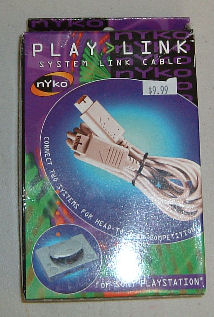 PLAY>LINK
SYSTEM LINK CABLE
nyko
$9.99
CONNECT TWO SYSTEMS FOR HEAD-TO-HEAD COMPETITION!
for SONY PLAYSTATION